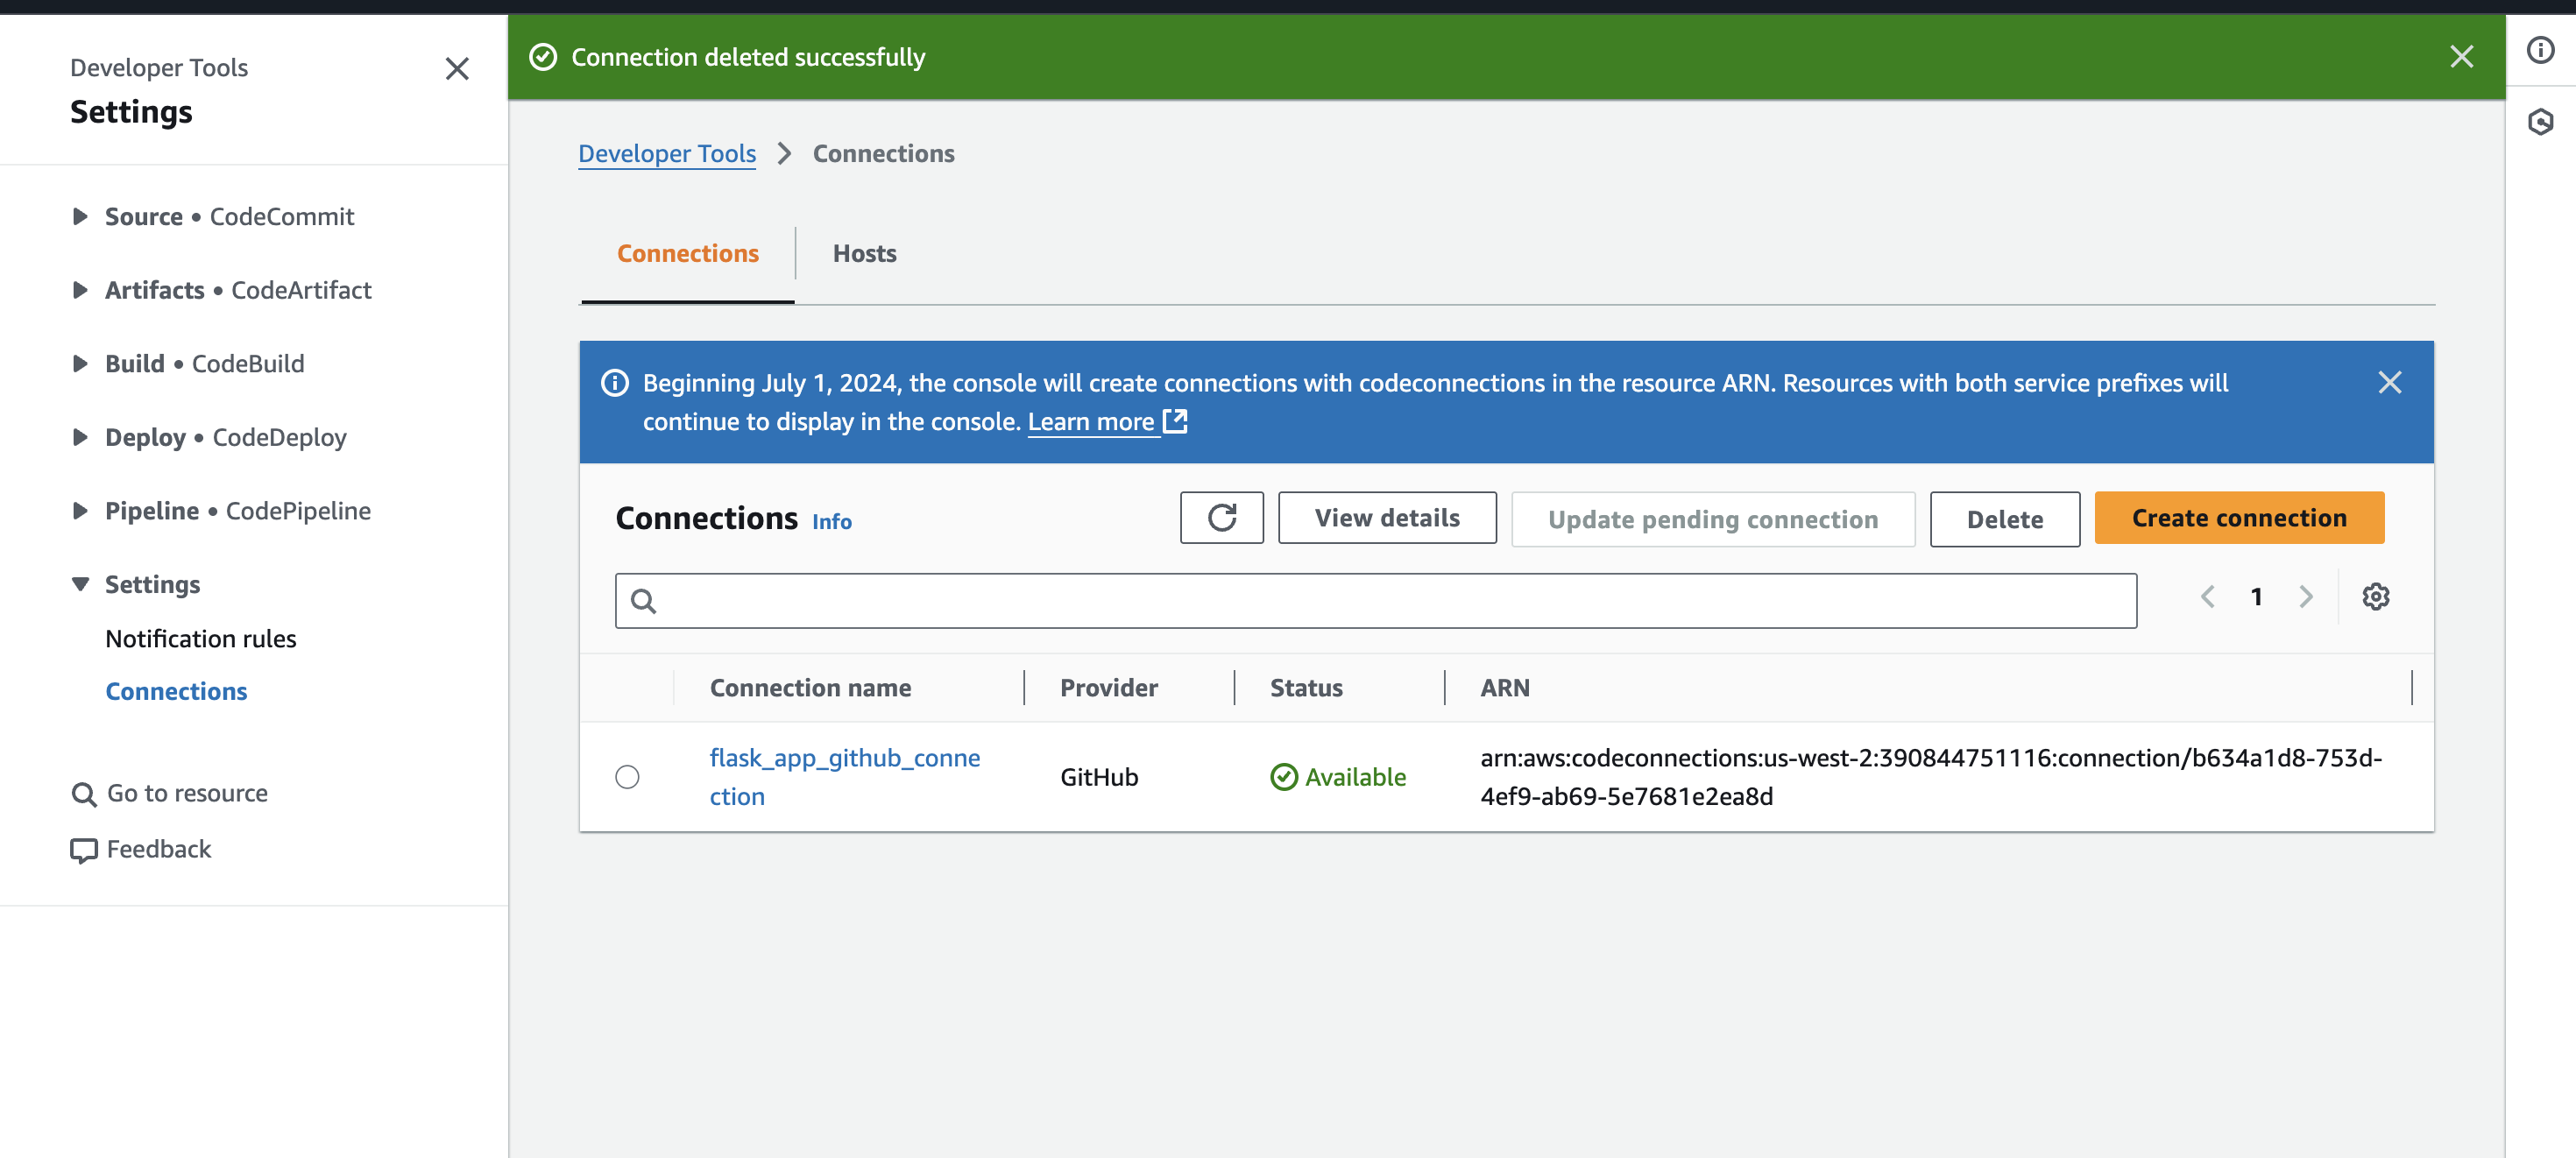 Developer Tools
Settings
Source • CodeCommit
Artifacts • CodeArtifact
Build • CodeBuild
Deploy • CodeDeploy
Pipeline • CodePipeline
Settings
Notification rules
Connections
Go to resource
Feedback
Connection deleted successfully
Developer Tools > Connections
Connections
Hosts
Beginning July 1, 2024, the console will create connections with codeconnections in the resource ARN. Resources with both service prefixes will
continue to display in the console. Learn more
Connections Info
View details
Update pending connection
Delete
Create connection
1
Connection name Provider Status ARN
flask_app_github_conne
ction
GitHub
Available
arn:aws:codeconnections:us-west-2:390844751116:connection/b634a1d8-753d-
4ef9-ab69-5e7681e2ea8d